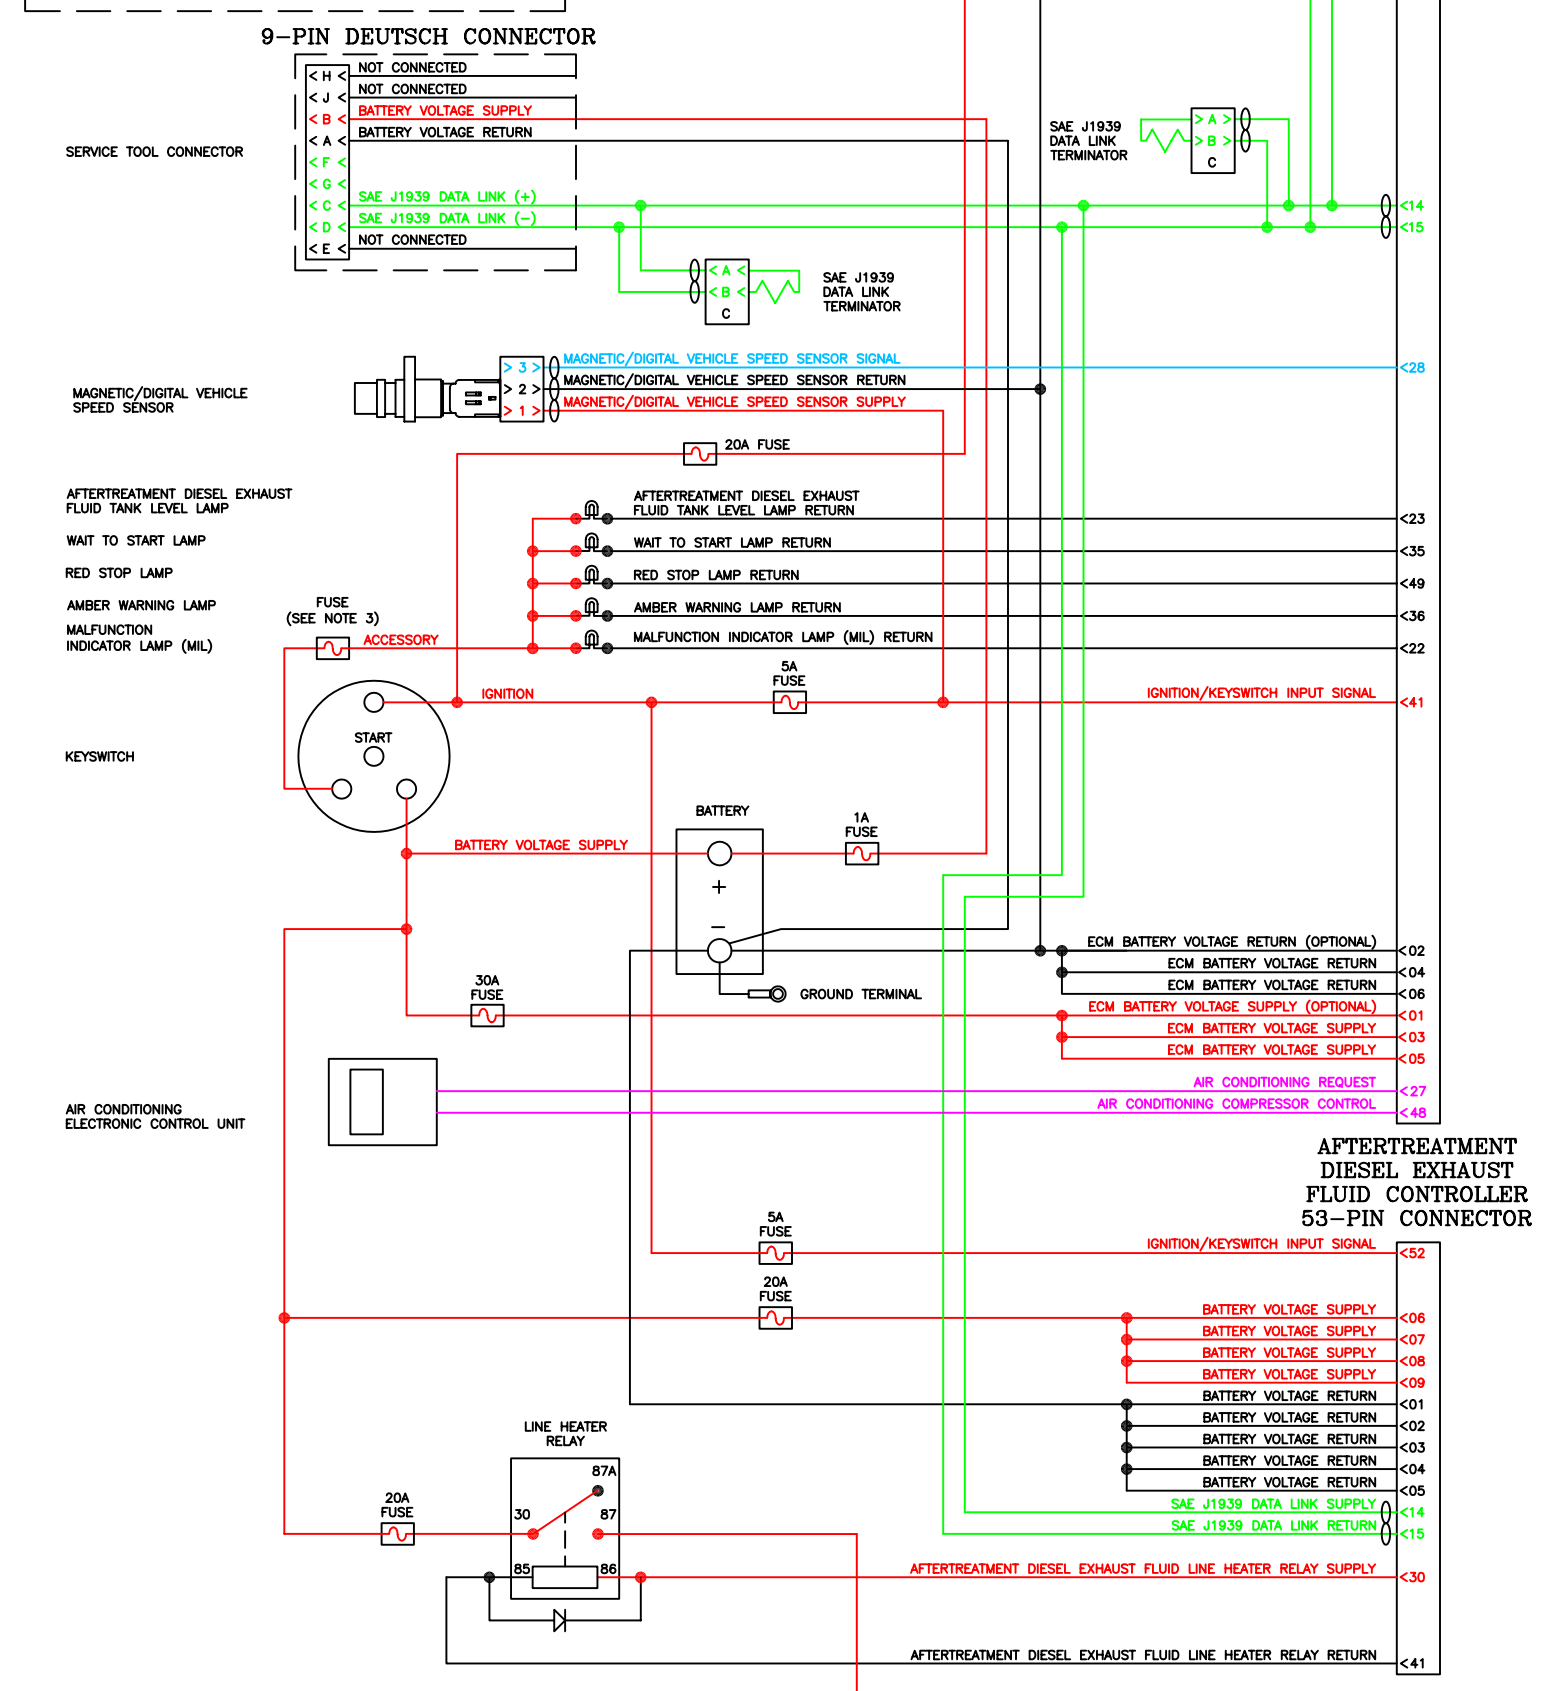 9-PIN DEUTSCH CONNECTOR
< H < NOT CONNECTED
< J < NOT CONNECTED
< B < BATTERY VOLTAGE SUPPLY
< A < BATTERY VOLTAGE RETURN
SERVICE TOOL CONNECTOR
< F <
< G <
< C < SAE J1939 DATA LINK (+)
< D < SAE J1939 DATA LINK (-)
< E < NOT CONNECTED
SAE J1939
DATA LINK
TERMINATOR
> A >
> B >
C
<14
<15
< A <
< B <
C
SAE J1939
DATA LINK
TERMINATOR
MAGNETIC/DIGITAL VEHICLE
SPEED SENSOR
> 3 > MAGNETIC/DIGITAL VEHICLE SPEED SENSOR SIGNAL <28
> 2 > MAGNETIC/DIGITAL VEHICLE SPEED SENSOR RETURN
> 1 > MAGNETIC/DIGITAL VEHICLE SPEED SENSOR SUPPLY
20A FUSE
AFTERTREATMENT DIESEL EXHAUST
FLUID TANK LEVEL LAMP
AFTERTREATMENT DIESEL EXHAUST
FLUID TANK LEVEL LAMP RETURN
<23
WAIT TO START LAMP
WAIT TO START LAMP RETURN
<35
RED STOP LAMP
RED STOP LAMP RETURN
<49
AMBER WARNING LAMP
AMBER WARNING LAMP RETURN
<36
MALFUNCTION
INDICATOR LAMP (MIL)
FUSE
(SEE NOTE 3)
ACCESSORY
MALFUNCTION INDICATOR LAMP (MIL) RETURN
<22
5A
FUSE
IGNITION
IGNITION/KEYSWITCH INPUT SIGNAL
<41
START
KEYSWITCH
BATTERY
1A
FUSE
BATTERY VOLTAGE SUPPLY
+
−
GROUND TERMINAL
ECM BATTERY VOLTAGE RETURN (OPTIONAL) <02
ECM BATTERY VOLTAGE RETURN <04
ECM BATTERY VOLTAGE RETURN <06
30A
FUSE
ECM BATTERY VOLTAGE SUPPLY (OPTIONAL) <01
ECM BATTERY VOLTAGE SUPPLY <03
ECM BATTERY VOLTAGE SUPPLY <05
AIR CONDITIONING REQUEST <27
AIR CONDITIONING COMPRESSOR CONTROL <48
AIR CONDITIONING
ELECTRONIC CONTROL UNIT
AFTERTREATMENT
DIESEL EXHAUST
FLUID CONTROLLER
53-PIN CONNECTOR
5A
FUSE
IGNITION/KEYSWITCH INPUT SIGNAL <52
20A
FUSE
BATTERY VOLTAGE SUPPLY <06
BATTERY VOLTAGE SUPPLY <07
BATTERY VOLTAGE SUPPLY <08
BATTERY VOLTAGE SUPPLY <09
BATTERY VOLTAGE RETURN <01
BATTERY VOLTAGE RETURN <02
BATTERY VOLTAGE RETURN <03
BATTERY VOLTAGE RETURN <04
BATTERY VOLTAGE RETURN <05
SAE J1939 DATA LINK SUPPLY <14
SAE J1939 DATA LINK RETURN <15
LINE HEATER
RELAY
87A
30
87
20A
FUSE
85
86
AFTERTREATMENT DIESEL EXHAUST FLUID LINE HEATER RELAY SUPPLY <30
AFTERTREATMENT DIESEL EXHAUST FLUID LINE HEATER RELAY RETURN <41